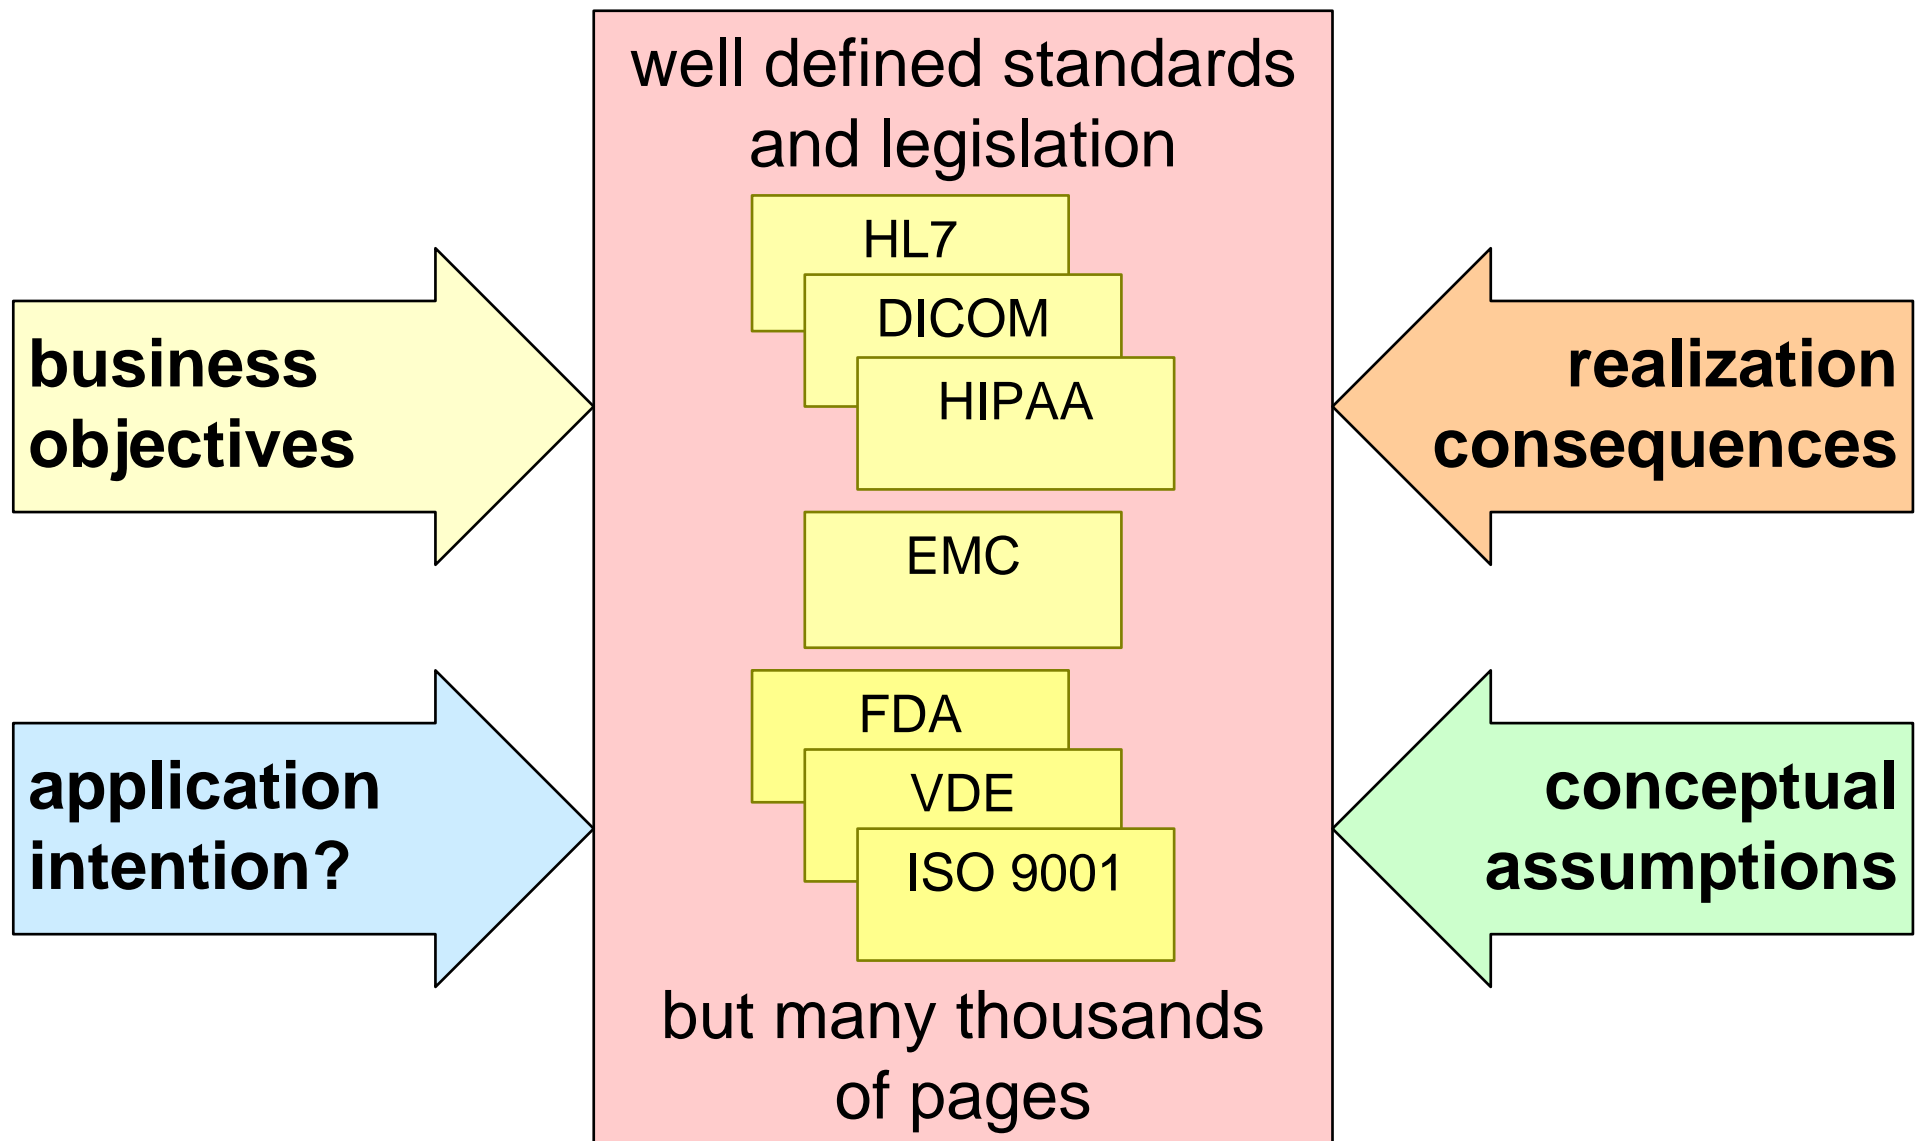 well defined standards
and legislation
HL7
DICOM
HIPAA
EMC
FDA
VDE
ISO 9001
but many thousands
of pages
business
objectives
application
intention?
realization
consequences
conceptual
assumptions